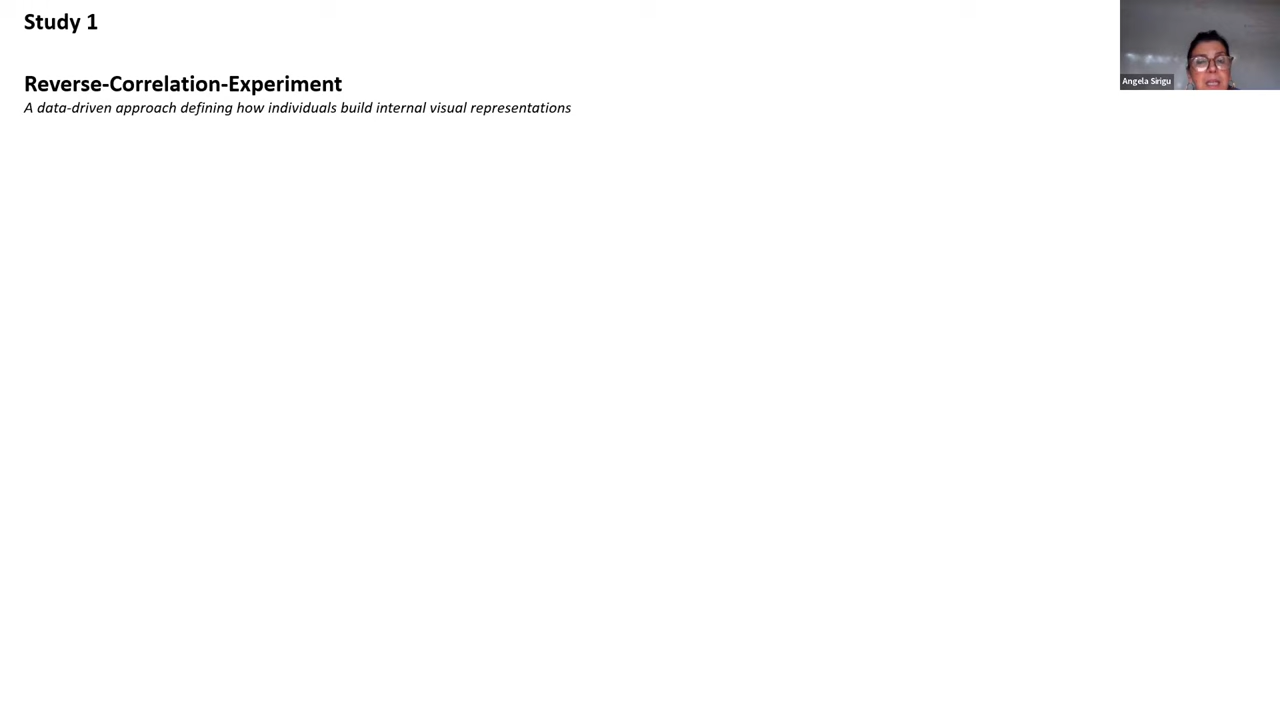 Study 1
Reverse-Correlation-Experiment
A data-driven approach defining how individuals build internal visual representations
Angela Sirigu